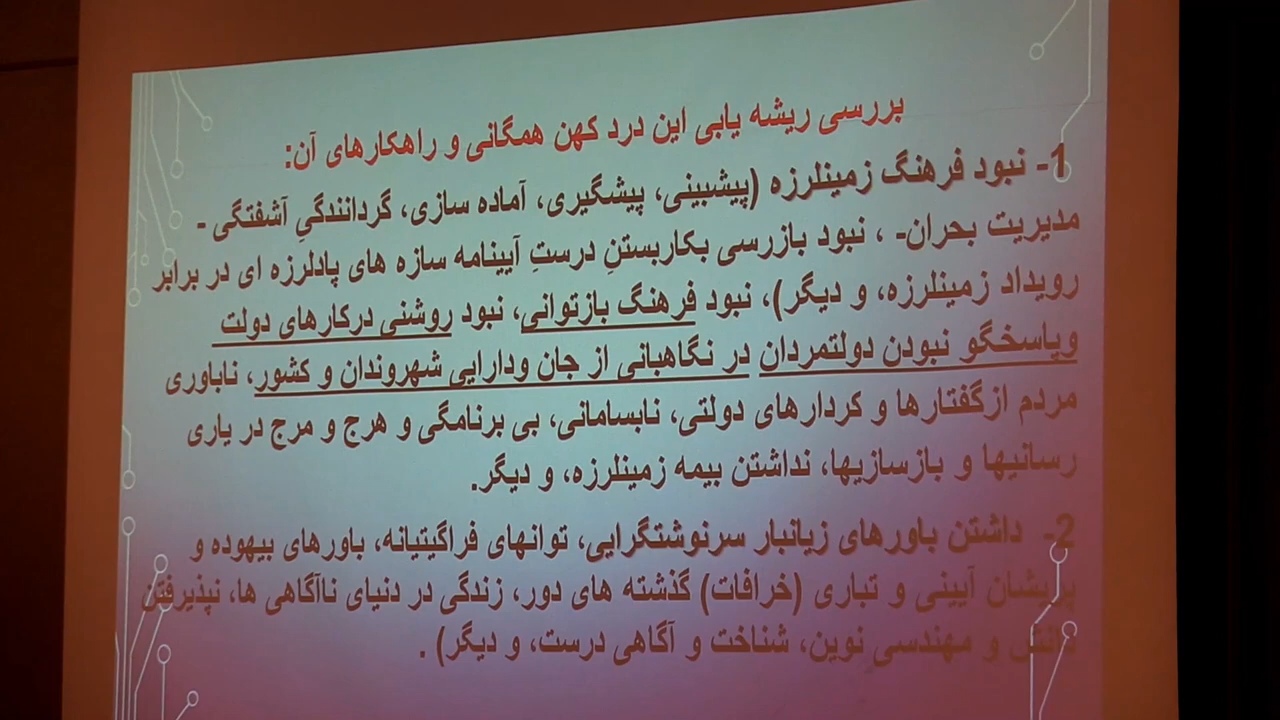 بررسی ریشه یابی این درد کهن همگانی و راهکارهای آن:
1- نبود فرهنگ زمینلرزه (پیشبینی، پیشگیری، آماده سازی، گردانندگیِ آشفتگی -
مدیریت بحران- ، نبود بازرسی بکاربستنِ درستِ آیینامه سازه های پادلرزه ای در برابر
رویداد زمینلرزه، و دیگر)، نبود فرهنگ بازتوانی، نبود روشنی درکارهای دولت
وپاسخگو نبودن دولتمردان در نگاهبانی از جان ودارایی شهروندان و کشور، ناباوری
مردم ازگفتارها و کردارهای دولتی، نابسامانی، بی برنامگی و هرج و مرج در یاری
رسانیها و بازسازیها، نداشتن بیمه زمینلرزه، و دیگر.
2- داشتن باورهای زیانبار سرنوشتگرایی، توانهای فراگیتیانه، باورهای بیهوده و
پریشان آیینی و تباری (خرافات) گذشته های دور، زندگی در دنیای ناآگاهی ها، نپذیرفتن
دانش و مهندسی نوین، شناخت و آگاهی درست، و دیگر) .